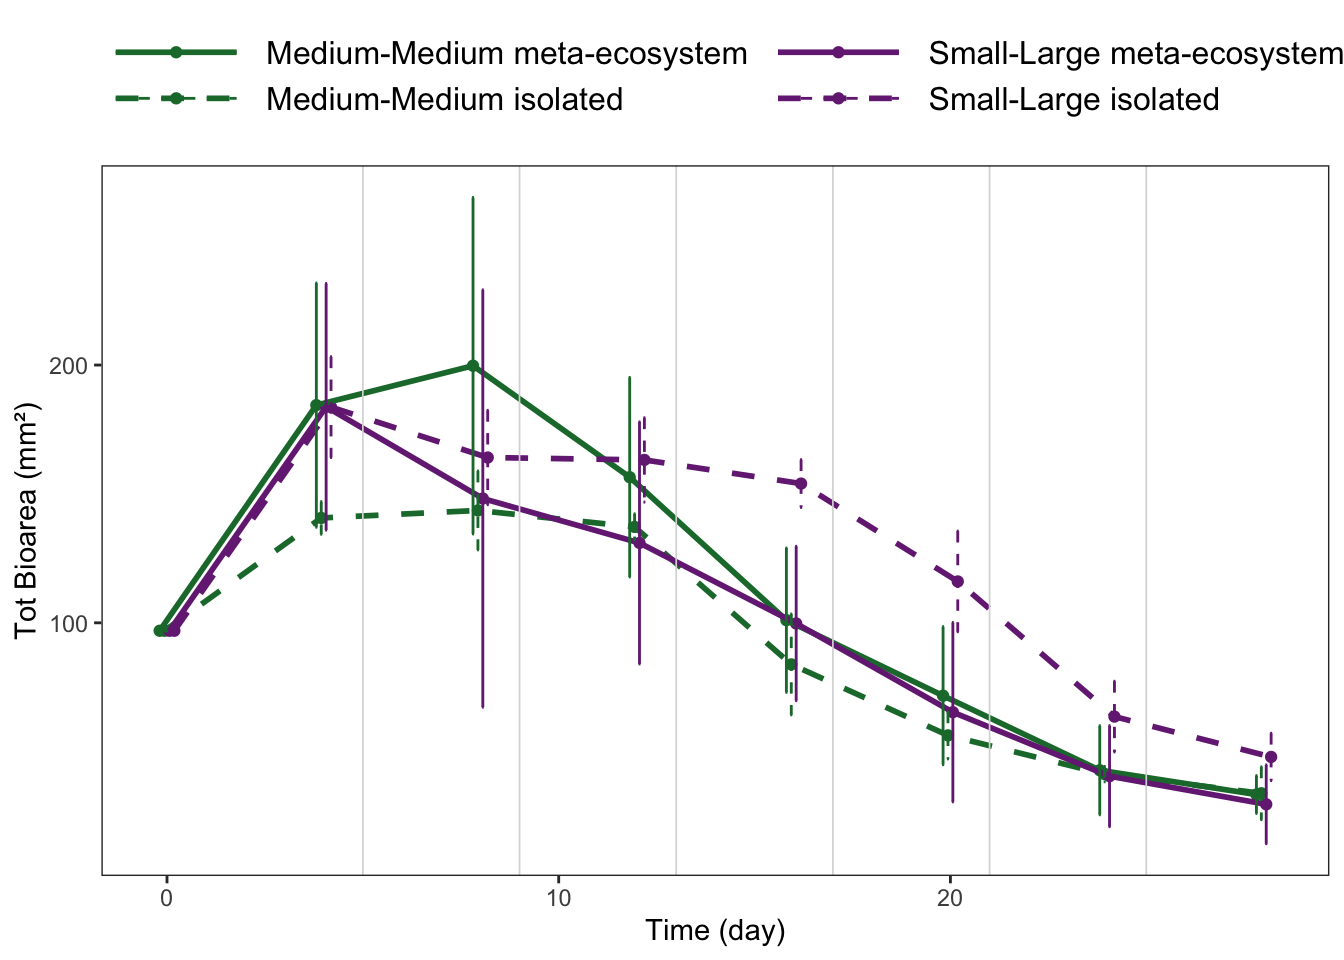 Medium-Medium meta-ecosystem Small-Large meta-ecosystem
Medium-Medium isolated Small-Large isolated
200
100
Tot Bioarea (mm²)
0 10 20
Time (day)